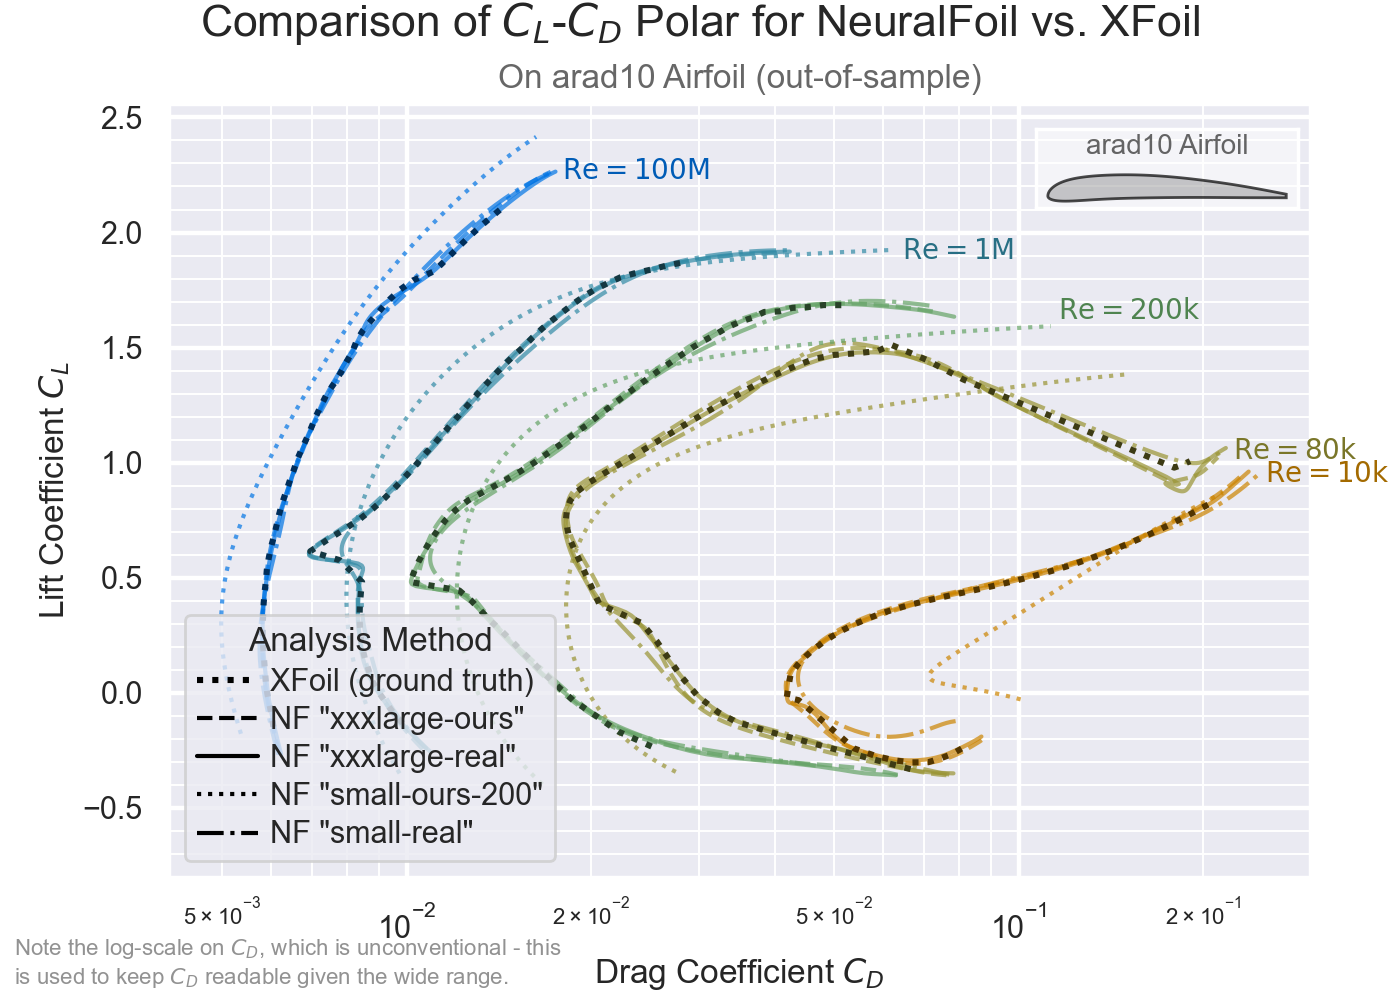 Comparison of C_L-C_D Polar for NeuralFoil vs. XFoil
On arad10 Airfoil (out-of-sample)
2.5
2.0
1.5
1.0
0.5
0.0
−0.5
Lift Coefficient C_L
Re = 100M
arad10 Airfoil
Re = 1M
Re = 200k
Re = 80k
Re = 10k
Analysis Method
XFoil (ground truth)
NF "xxxlarge-ours"
NF "xxxlarge-real"
NF "small-ours-200"
NF "small-real"
5 × 10⁻³
10⁻²
2 × 10⁻²
5 × 10⁻²
10⁻¹
2 × 10⁻¹
Drag Coefficient C_D
Note the log-scale on C_D, which is unconventional - this
is used to keep C_D readable given the wide range.